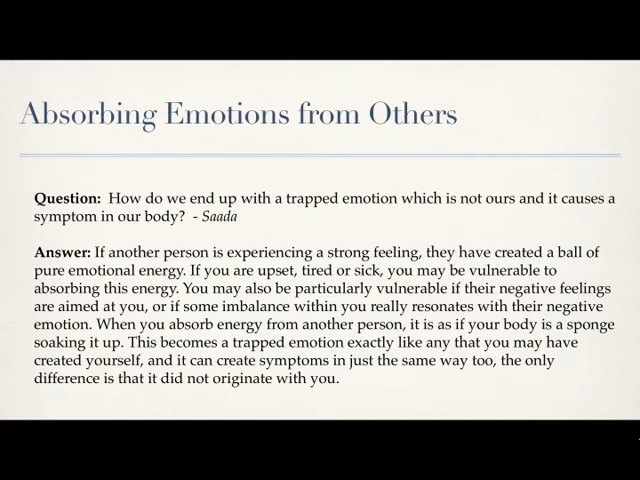 Absorbing Emotions from Others
Question: How do we end up with a trapped emotion which is not ours and it causes a
symptom in our body? - Saada
Answer: If another person is experiencing a strong feeling, they have created a ball of
pure emotional energy. If you are upset, tired or sick, you may be vulnerable to
absorbing this energy. You may also be particularly vulnerable if their negative feelings
are aimed at you, or if some imbalance within you really resonates with their negative
emotion. When you absorb energy from another person, it is as if your body is a sponge
soaking it up. This becomes a trapped emotion exactly like any that you may have
created yourself, and it can create symptoms in just the same way too, the only
difference is that it did not originate with you.